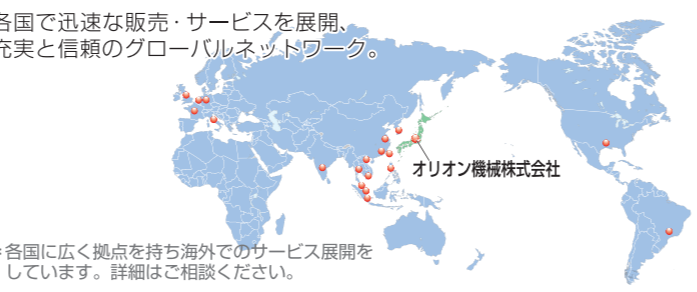 各国で迅速な販売・サービスを展開、
充実と信頼のグローバルネットワーク。
オリオン機械株式会社
※各国に広く拠点を持ち海外でのサービス展開を
しています。詳細はご相談ください。